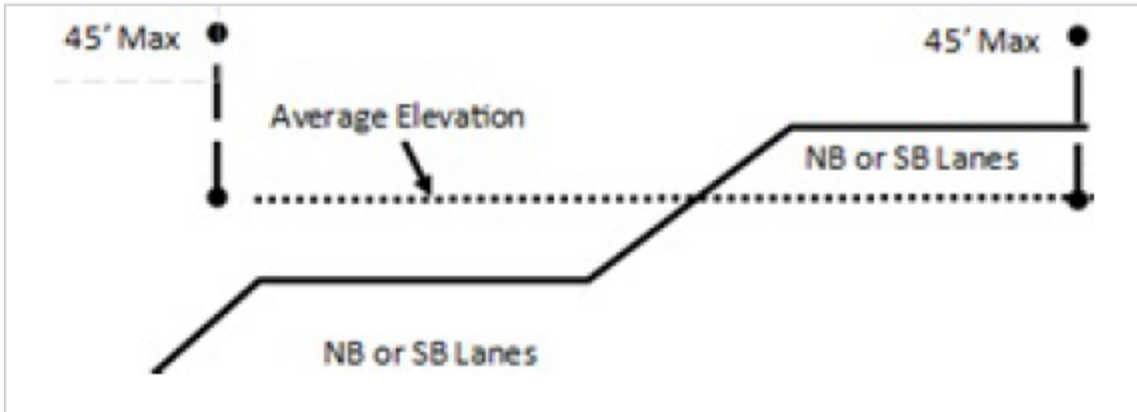 45' Max
45' Max
Average Elevation
NB or SB Lanes
NB or SB Lanes